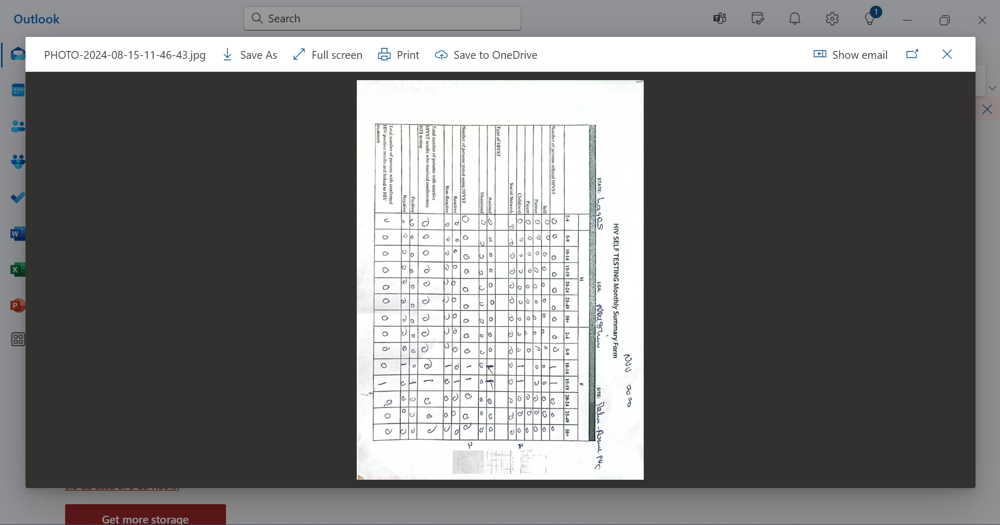 Outlook
Search
1
PHOTO-2024-08-15-11-46-43.jpg
Save As
Full screen
Print
Save to OneDrive
Show email
Nov 2020
HIV SELF TESTING Monthly Summary Form
STATE: Lagos LGA: Mushin SITE: PHC
M F
2-4 5-9 10-14 15-19 20-24 25-49 50+ 2-4 5-9 10-14 15-19 20-24 25-49 50+
Number of persons offered HIVST 0 0 0 0 0 0 0 0 0 1 1 0 0 0
Self 0 0 0 0 0 0 0 0 0 0 0 0 0 0
Partner 0 0 0 0 0 0 0 0 0 0 0 0 0 0
Parent 0 0 0 0 0 0 0 0 0 0 0 0
Child(ren) 0 0 0 0 0 0 0 0 0 1 1 0 0 0 2
Social Network 0 0 0 0 0 0 0 0 0 0 0 0 0 0
Type of HIVST
Assisted 0 0 0 0 0 0 0 0 0 0 0 0
Unassisted 0 0 0 0 0 0 0 0 0 0 0 0 0 0
Number of persons tested using HIVST 0 0 0 0 0 0 0 0 0 1 1 0 0 0 2
Reactive 0 0 0 0 0 0 0 0 0 0 1 0 0 0
Non-Reactive 0 0 0 0 0 0 0 0 0 1 0 0 0 0
Total number of persons with reactive
HIVST results who received confirmatory
HTS testing 0 0 0 0 0 0 0 0 0 0 1 0 0 0
Positive 0 0 0 0 0 0 0 0 0 0 1 0 0 0
Negative 0 0 0 0 0 0 0 0 0 1 0 0 0 0
Total number of persons with confirmed
HIV positive results and linked to HIV
treatment 0 0 0 0 0 0 0 0 0 0 1 0 0 0
5.0 GB used of 5 GB (100%)
Get more storage